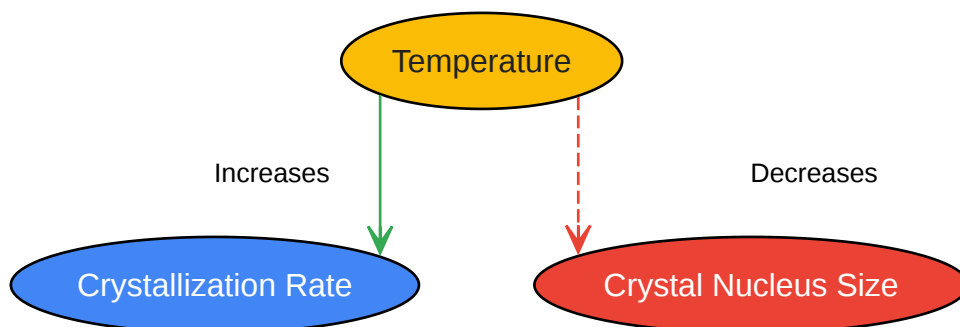 Temperature
Increases
Decreases
Crystallization Rate
Crystal Nucleus Size